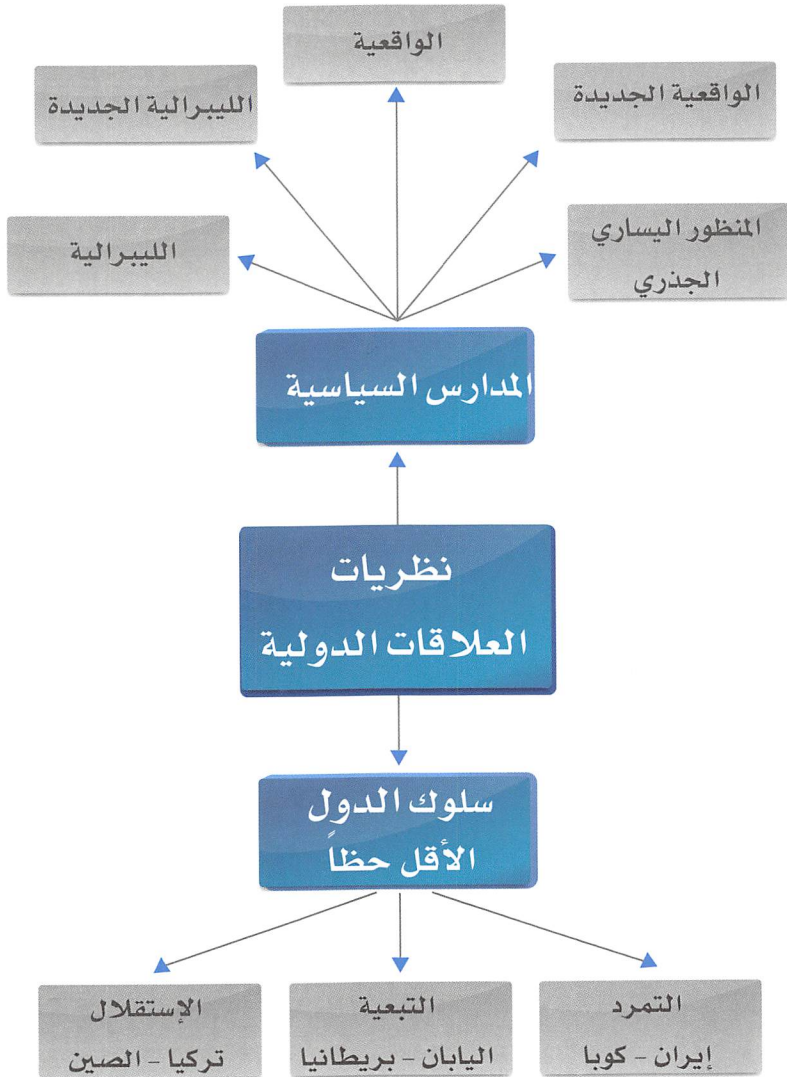 الواقعية
الواقعية الجديدة
الليبرالية الجديدة
المنظور اليساري
الجذري
الليبرالية
المدارس السياسية
نظريات
العلاقات الدولية
سلوك الدول
الأقل حظاً
التمرد
إيران - كوبا
التبعية
اليابان - بريطانيا
الإستقلال
تركيا - الصين